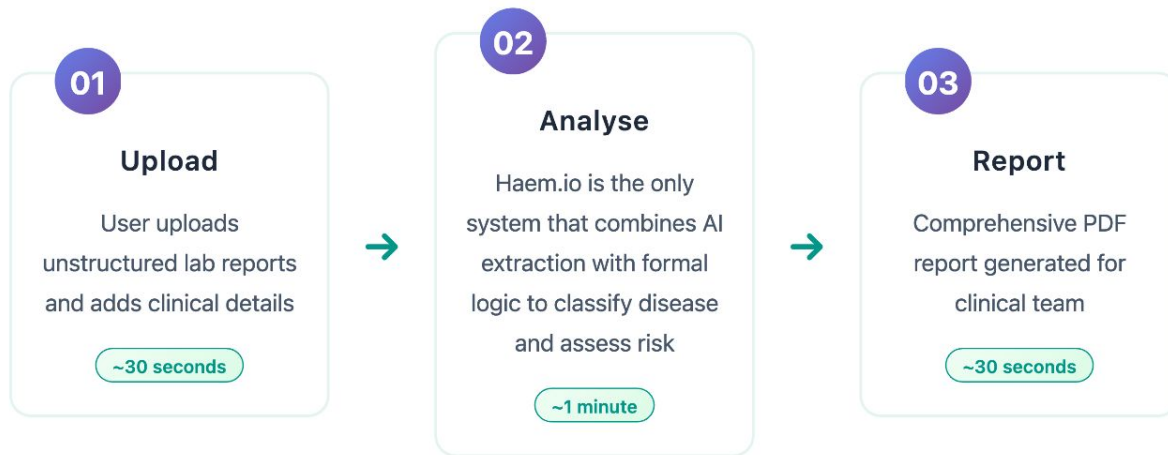 01
Upload
User uploads
unstructured lab reports
and adds clinical details
~30 seconds
02
Analyse
Haem.io is the only
system that combines AI
extraction with formal
logic to classify disease
and assess risk
~1 minute
03
Report
Comprehensive PDF
report generated for
clinical team
~30 seconds